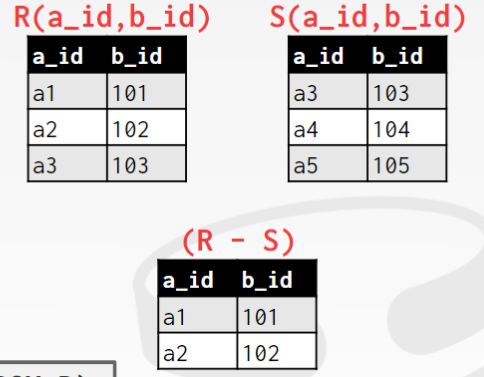 R(a_id,b_id) S(a_id,b_id)
a_id b_id a_id b_id
a1 101 a3 103
a2 102 a4 104
a3 103 a5 105
(R - S)
a_id b_id
a1 101
a2 102